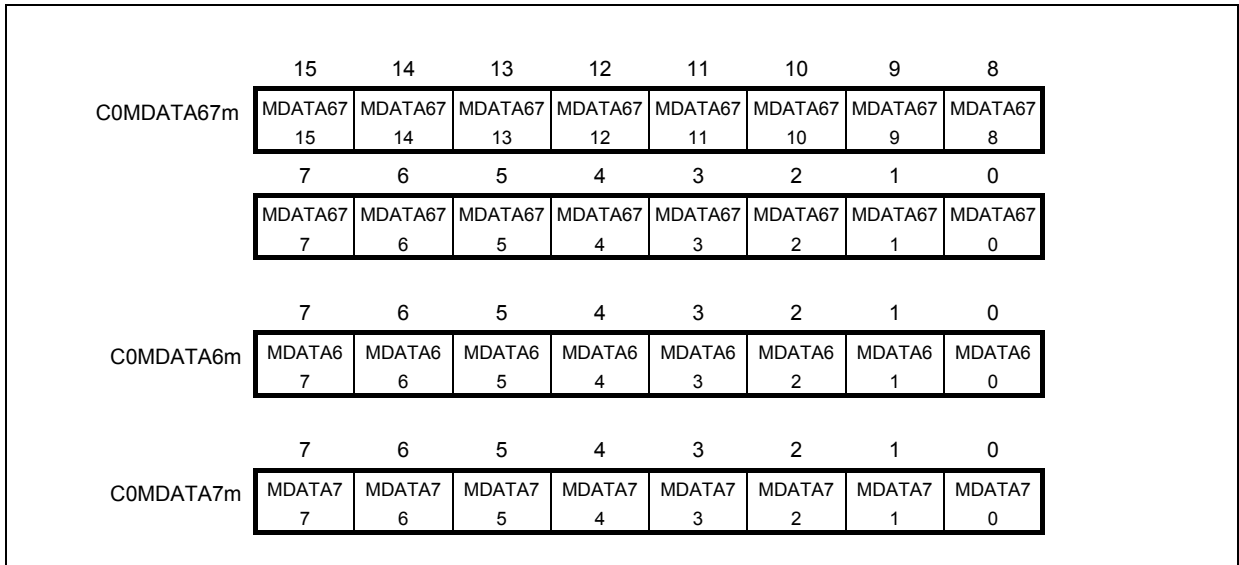 15 14 13 12 11 10 9 8
C0MDATA67m MDATA67 MDATA67 MDATA67 MDATA67 MDATA67 MDATA67 MDATA67 MDATA67
15 14 13 12 11 10 9 8
7 6 5 4 3 2 1 0
MDATA67 MDATA67 MDATA67 MDATA67 MDATA67 MDATA67 MDATA67 MDATA67
7 6 5 4 3 2 1 0
7 6 5 4 3 2 1 0
C0MDATA6m MDATA6 MDATA6 MDATA6 MDATA6 MDATA6 MDATA6 MDATA6 MDATA6
7 6 5 4 3 2 1 0
7 6 5 4 3 2 1 0
C0MDATA7m MDATA7 MDATA7 MDATA7 MDATA7 MDATA7 MDATA7 MDATA7 MDATA7
7 6 5 4 3 2 1 0